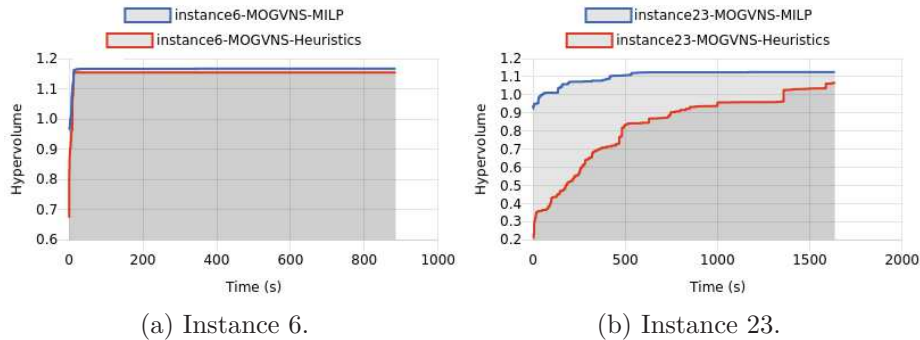 instance6-MOGVNS-MILP
instance6-MOGVNS-Heuristics
1.2
1.1
1.0
0.9
0.8
0.7
0.6
Hypervolume
0 200 400 600 800 1000
Time (s)
(a) Instance 6.
instance23-MOGVNS-MILP
instance23-MOGVNS-Heuristics
1.2
1.1
1.0
0.9
0.8
0.7
0.6
0.5
0.4
0.3
0.2
Hypervolume
0 500 1000 1500 2000
Time (s)
(b) Instance 23.